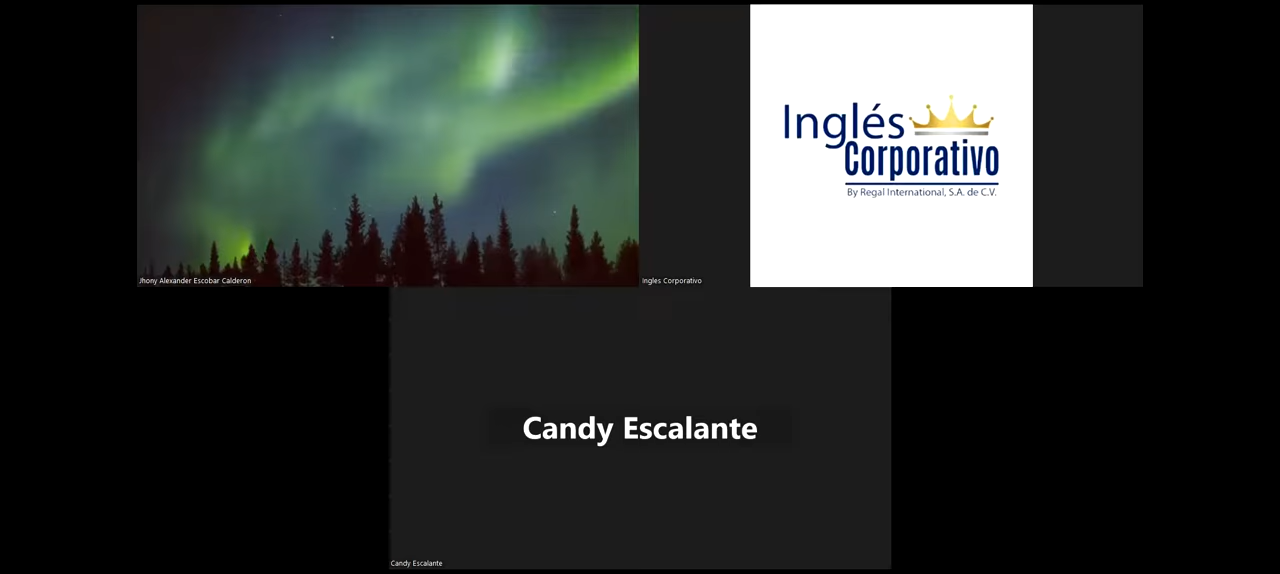 Inglés
Corporativo
By Regal International, S.A. de C.V.
Jhony Alexander Escobar Calderon
Ingles Corporativo
Candy Escalante
Candy Escalante